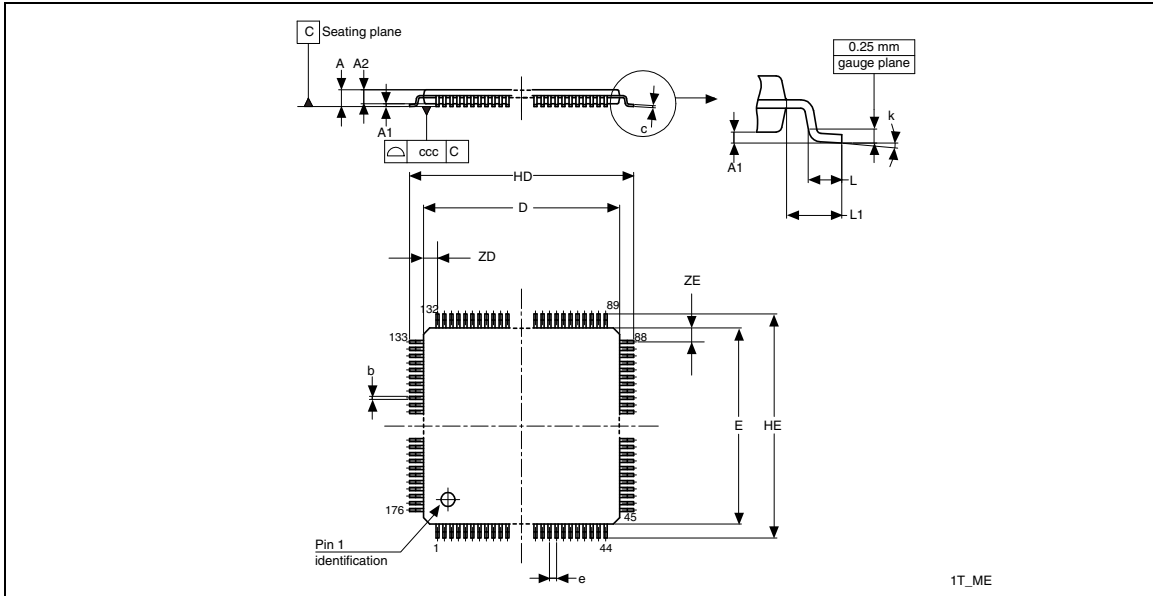 C Seating plane
0.25 mm
gauge plane
A A2
k
A1
c
ccc C
A1
L
HD
L1
D
ZD
ZE
132
89
133
88
b
E
HE
176
45
Pin 1
identification
1
44
e
1T_ME